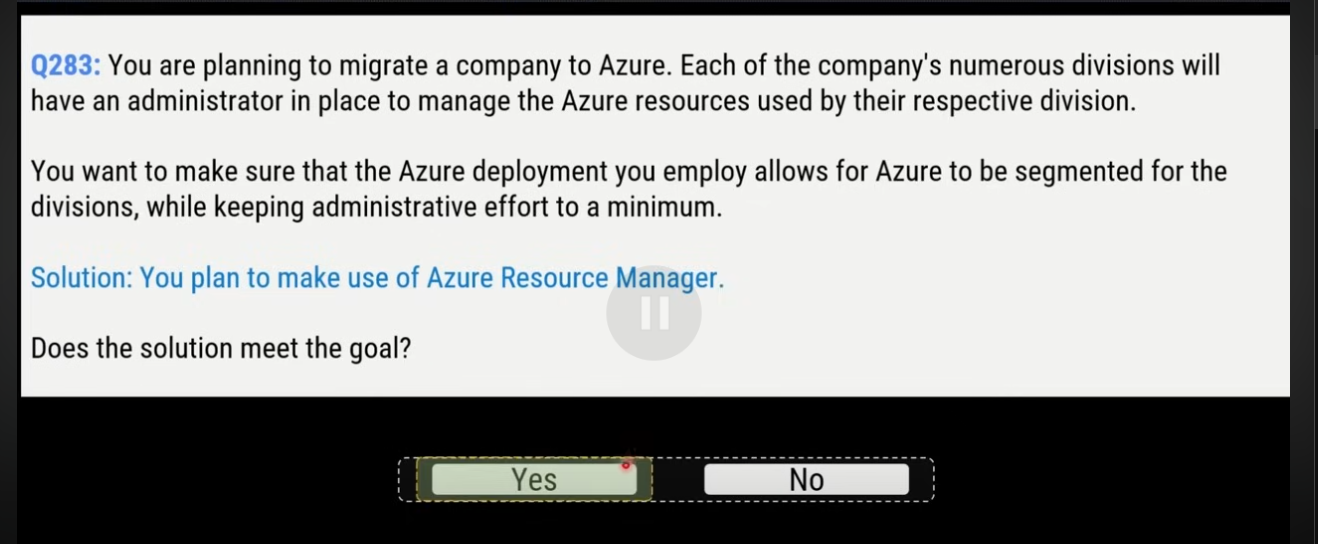 Q283: You are planning to migrate a company to Azure. Each of the company's numerous divisions will
have an administrator in place to manage the Azure resources used by their respective division.
You want to make sure that the Azure deployment you employ allows for Azure to be segmented for the
divisions, while keeping administrative effort to a minimum.
Solution: You plan to make use of Azure Resource Manager.
Does the solution meet the goal?
Yes No